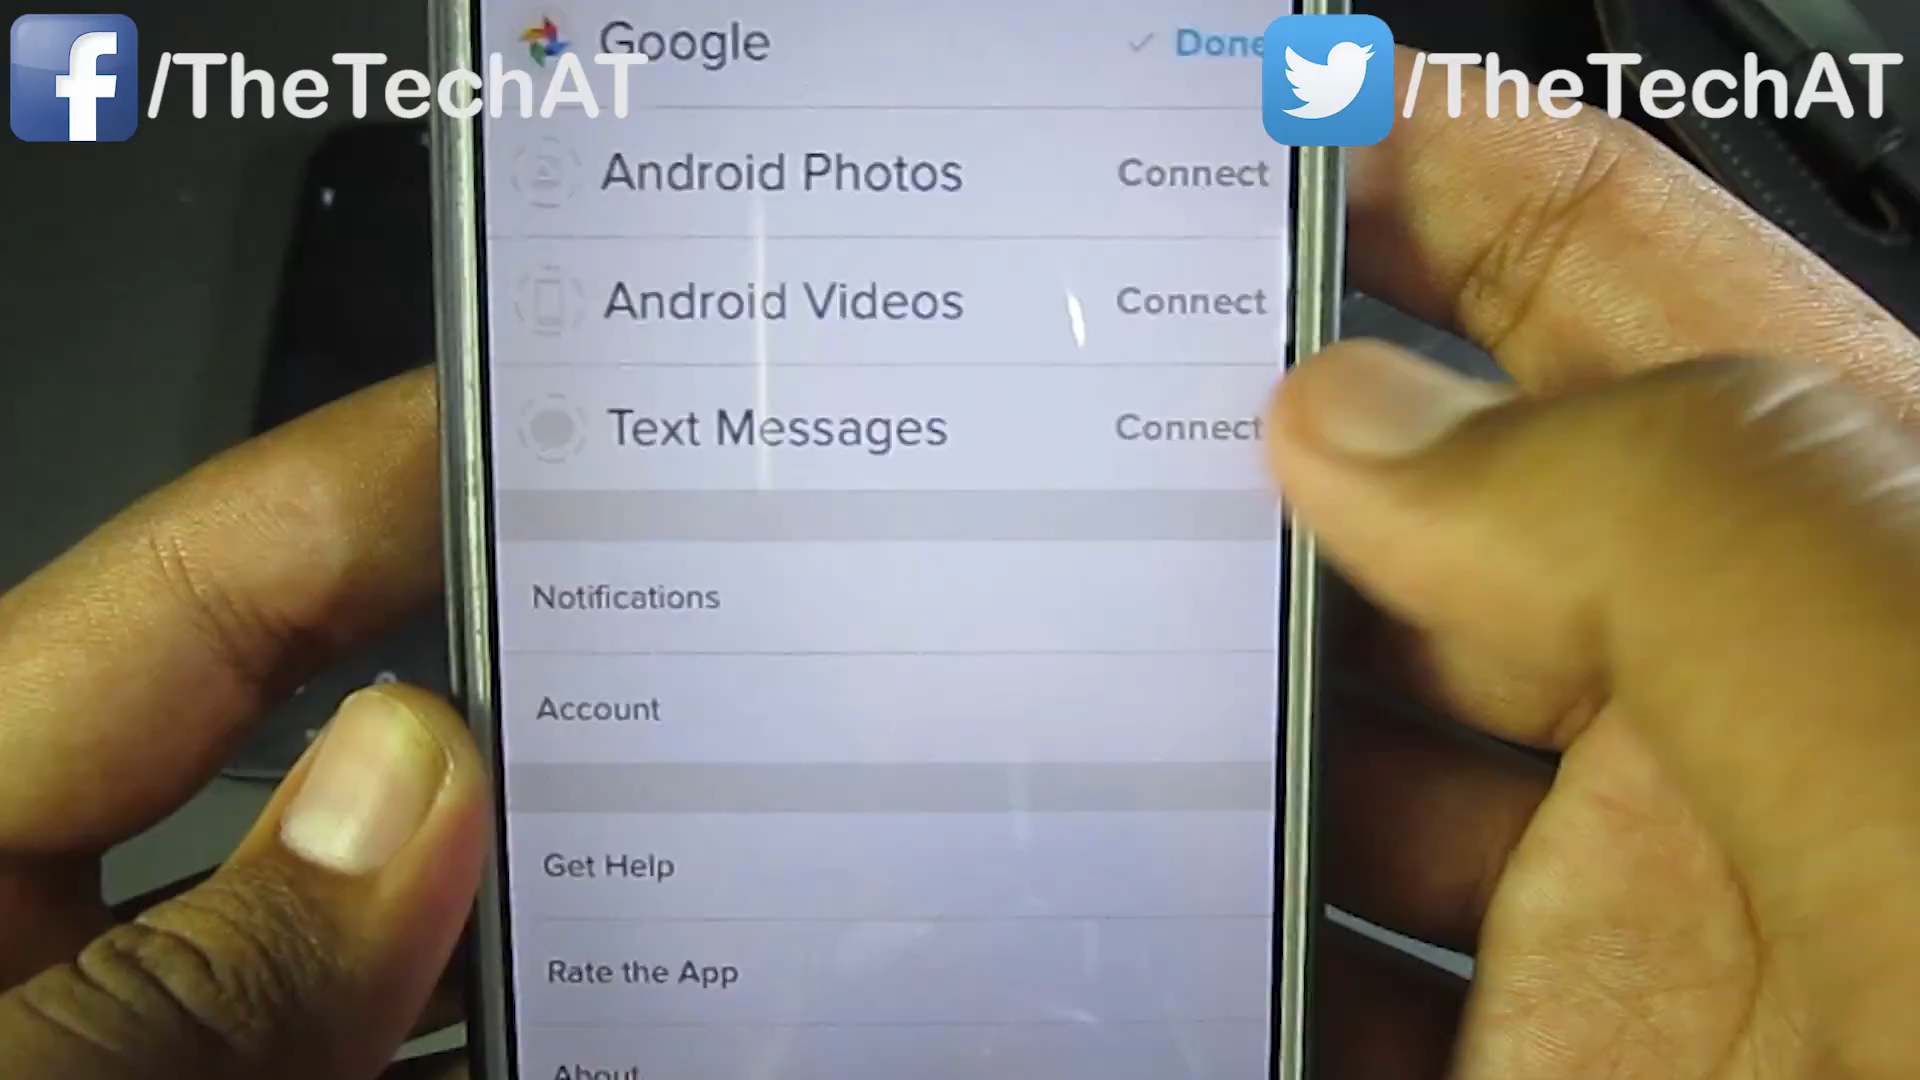 /TheTechAT
/TheTechAT
Google Done
Android Photos Connect
Android Videos Connect
Text Messages Connect
Notifications
Account
Get Help
Rate the App
About